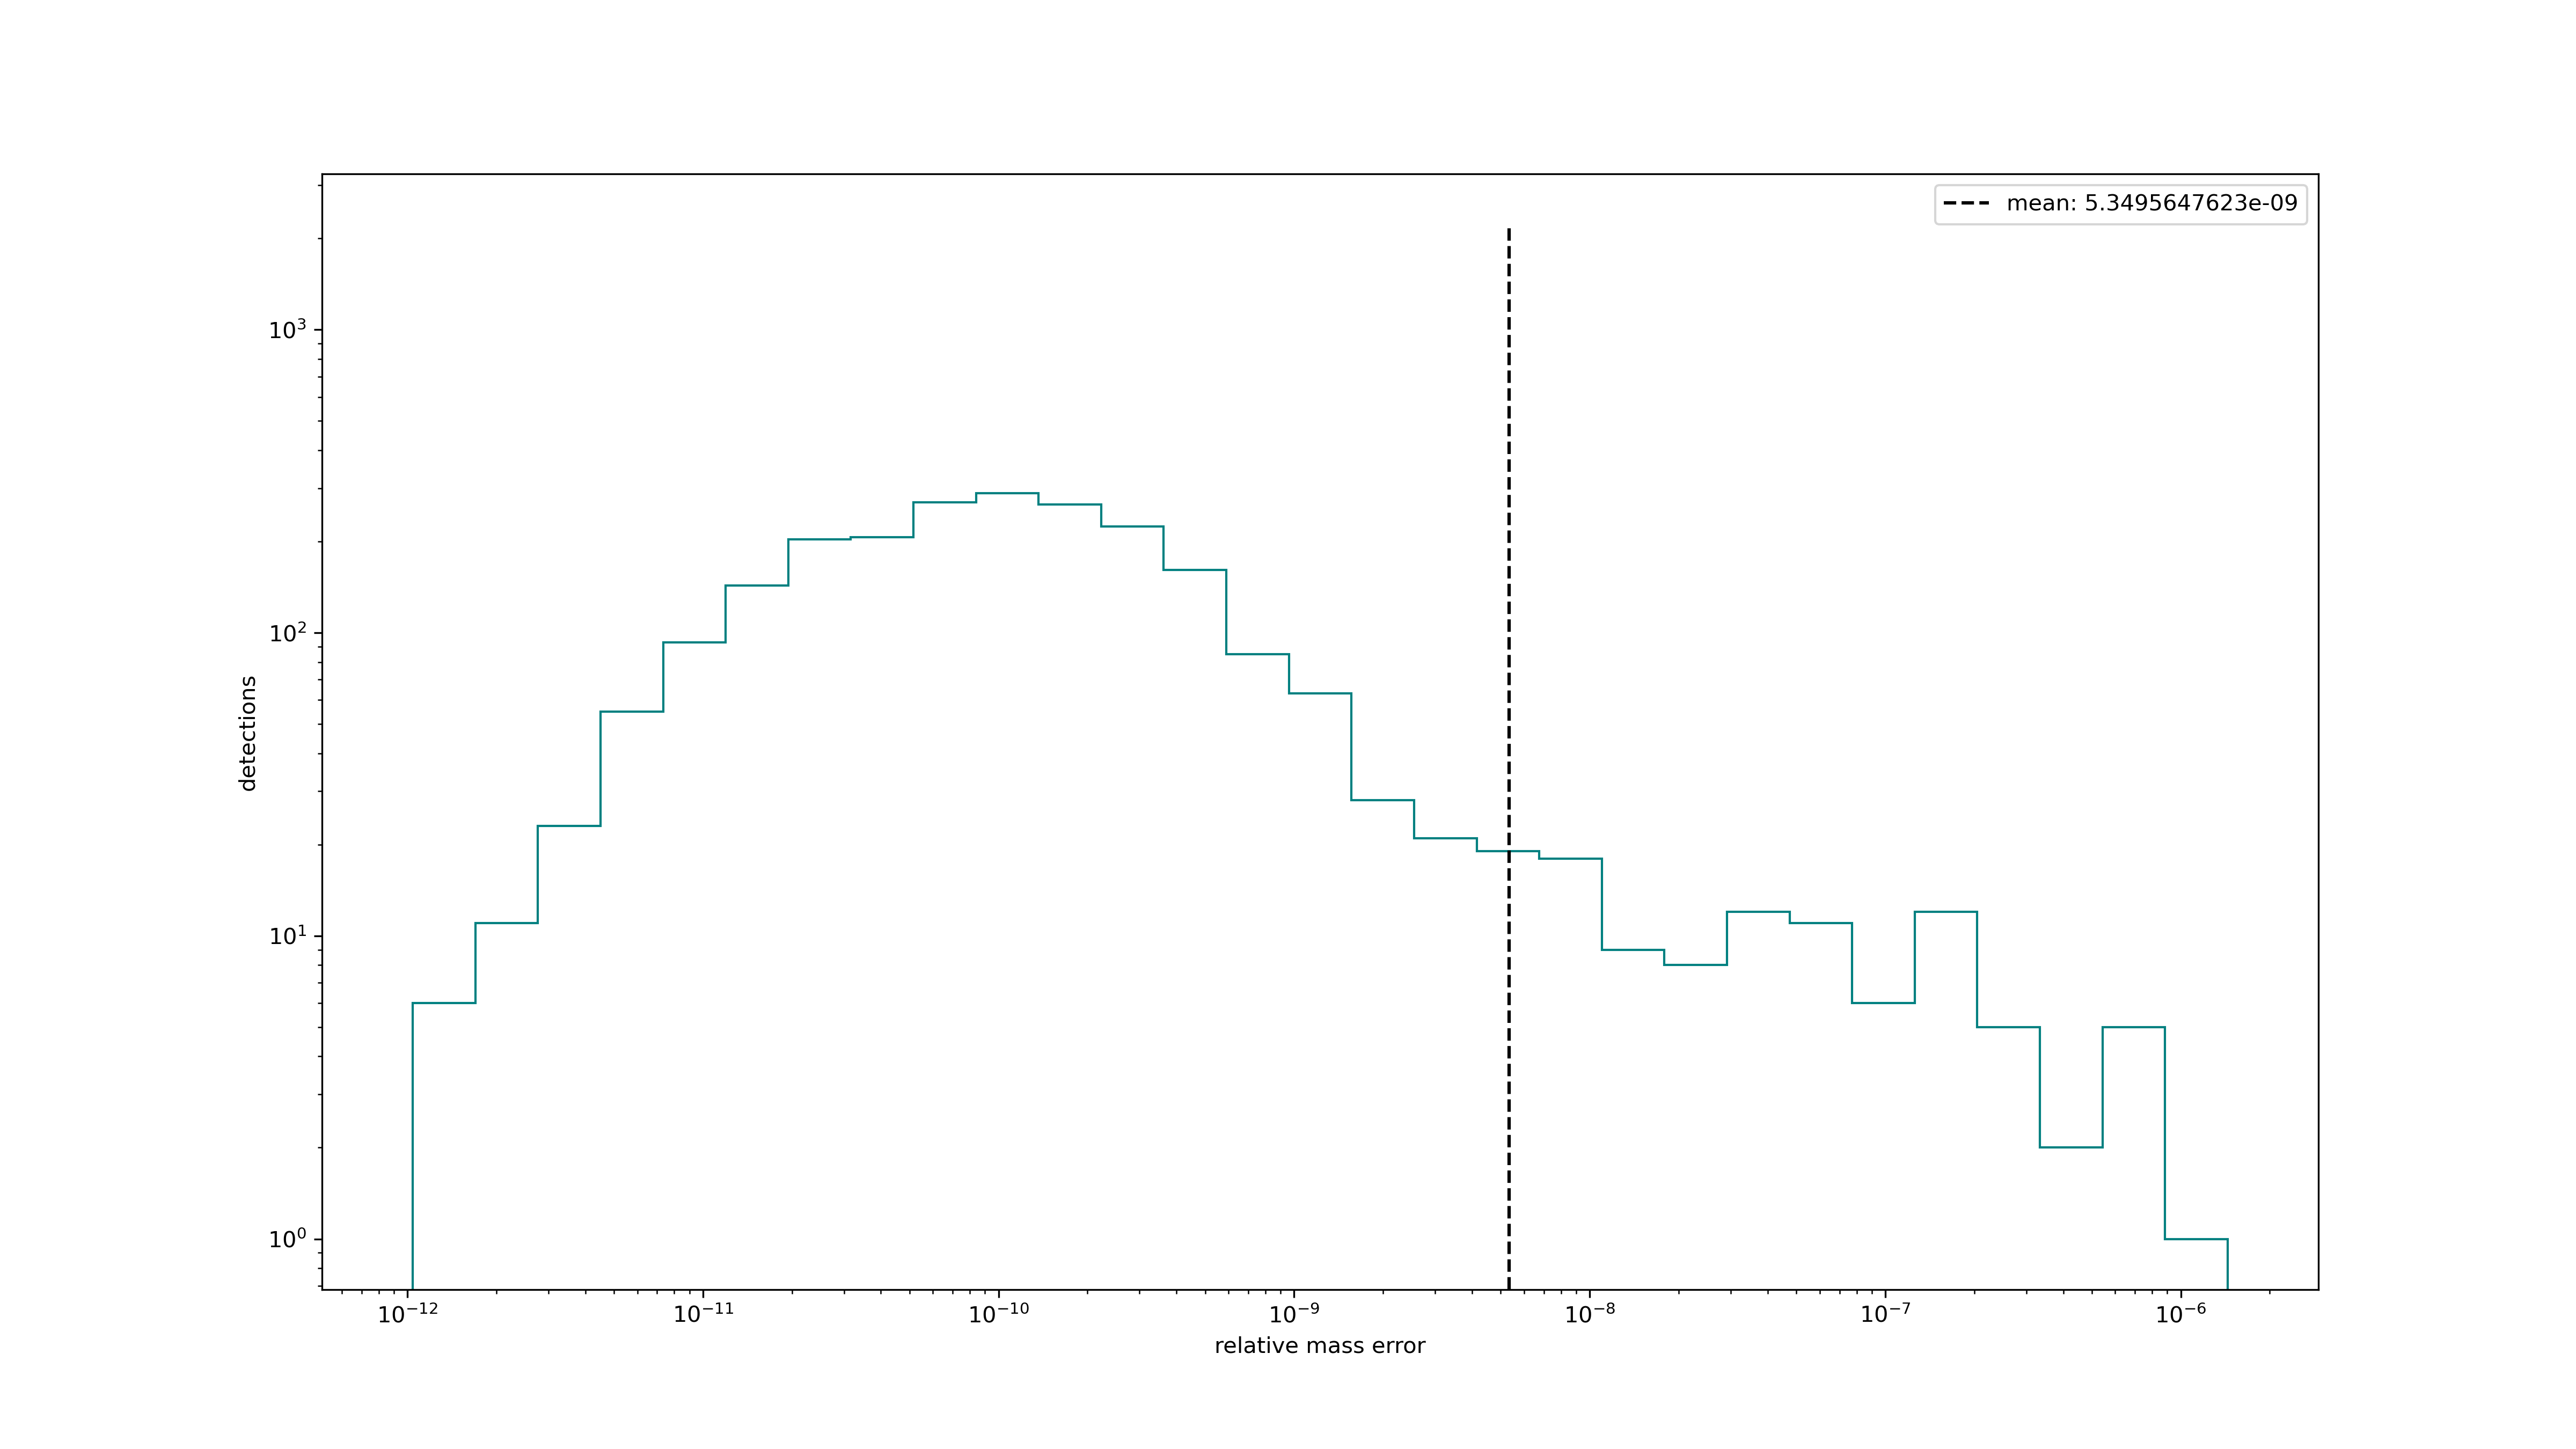 mean: 5.3495647623e-09
10³
10²
10¹
10⁰
detections
10⁻¹² 10⁻¹¹ 10⁻¹⁰ 10⁻⁹ 10⁻⁸ 10⁻⁷ 10⁻⁶
relative mass error